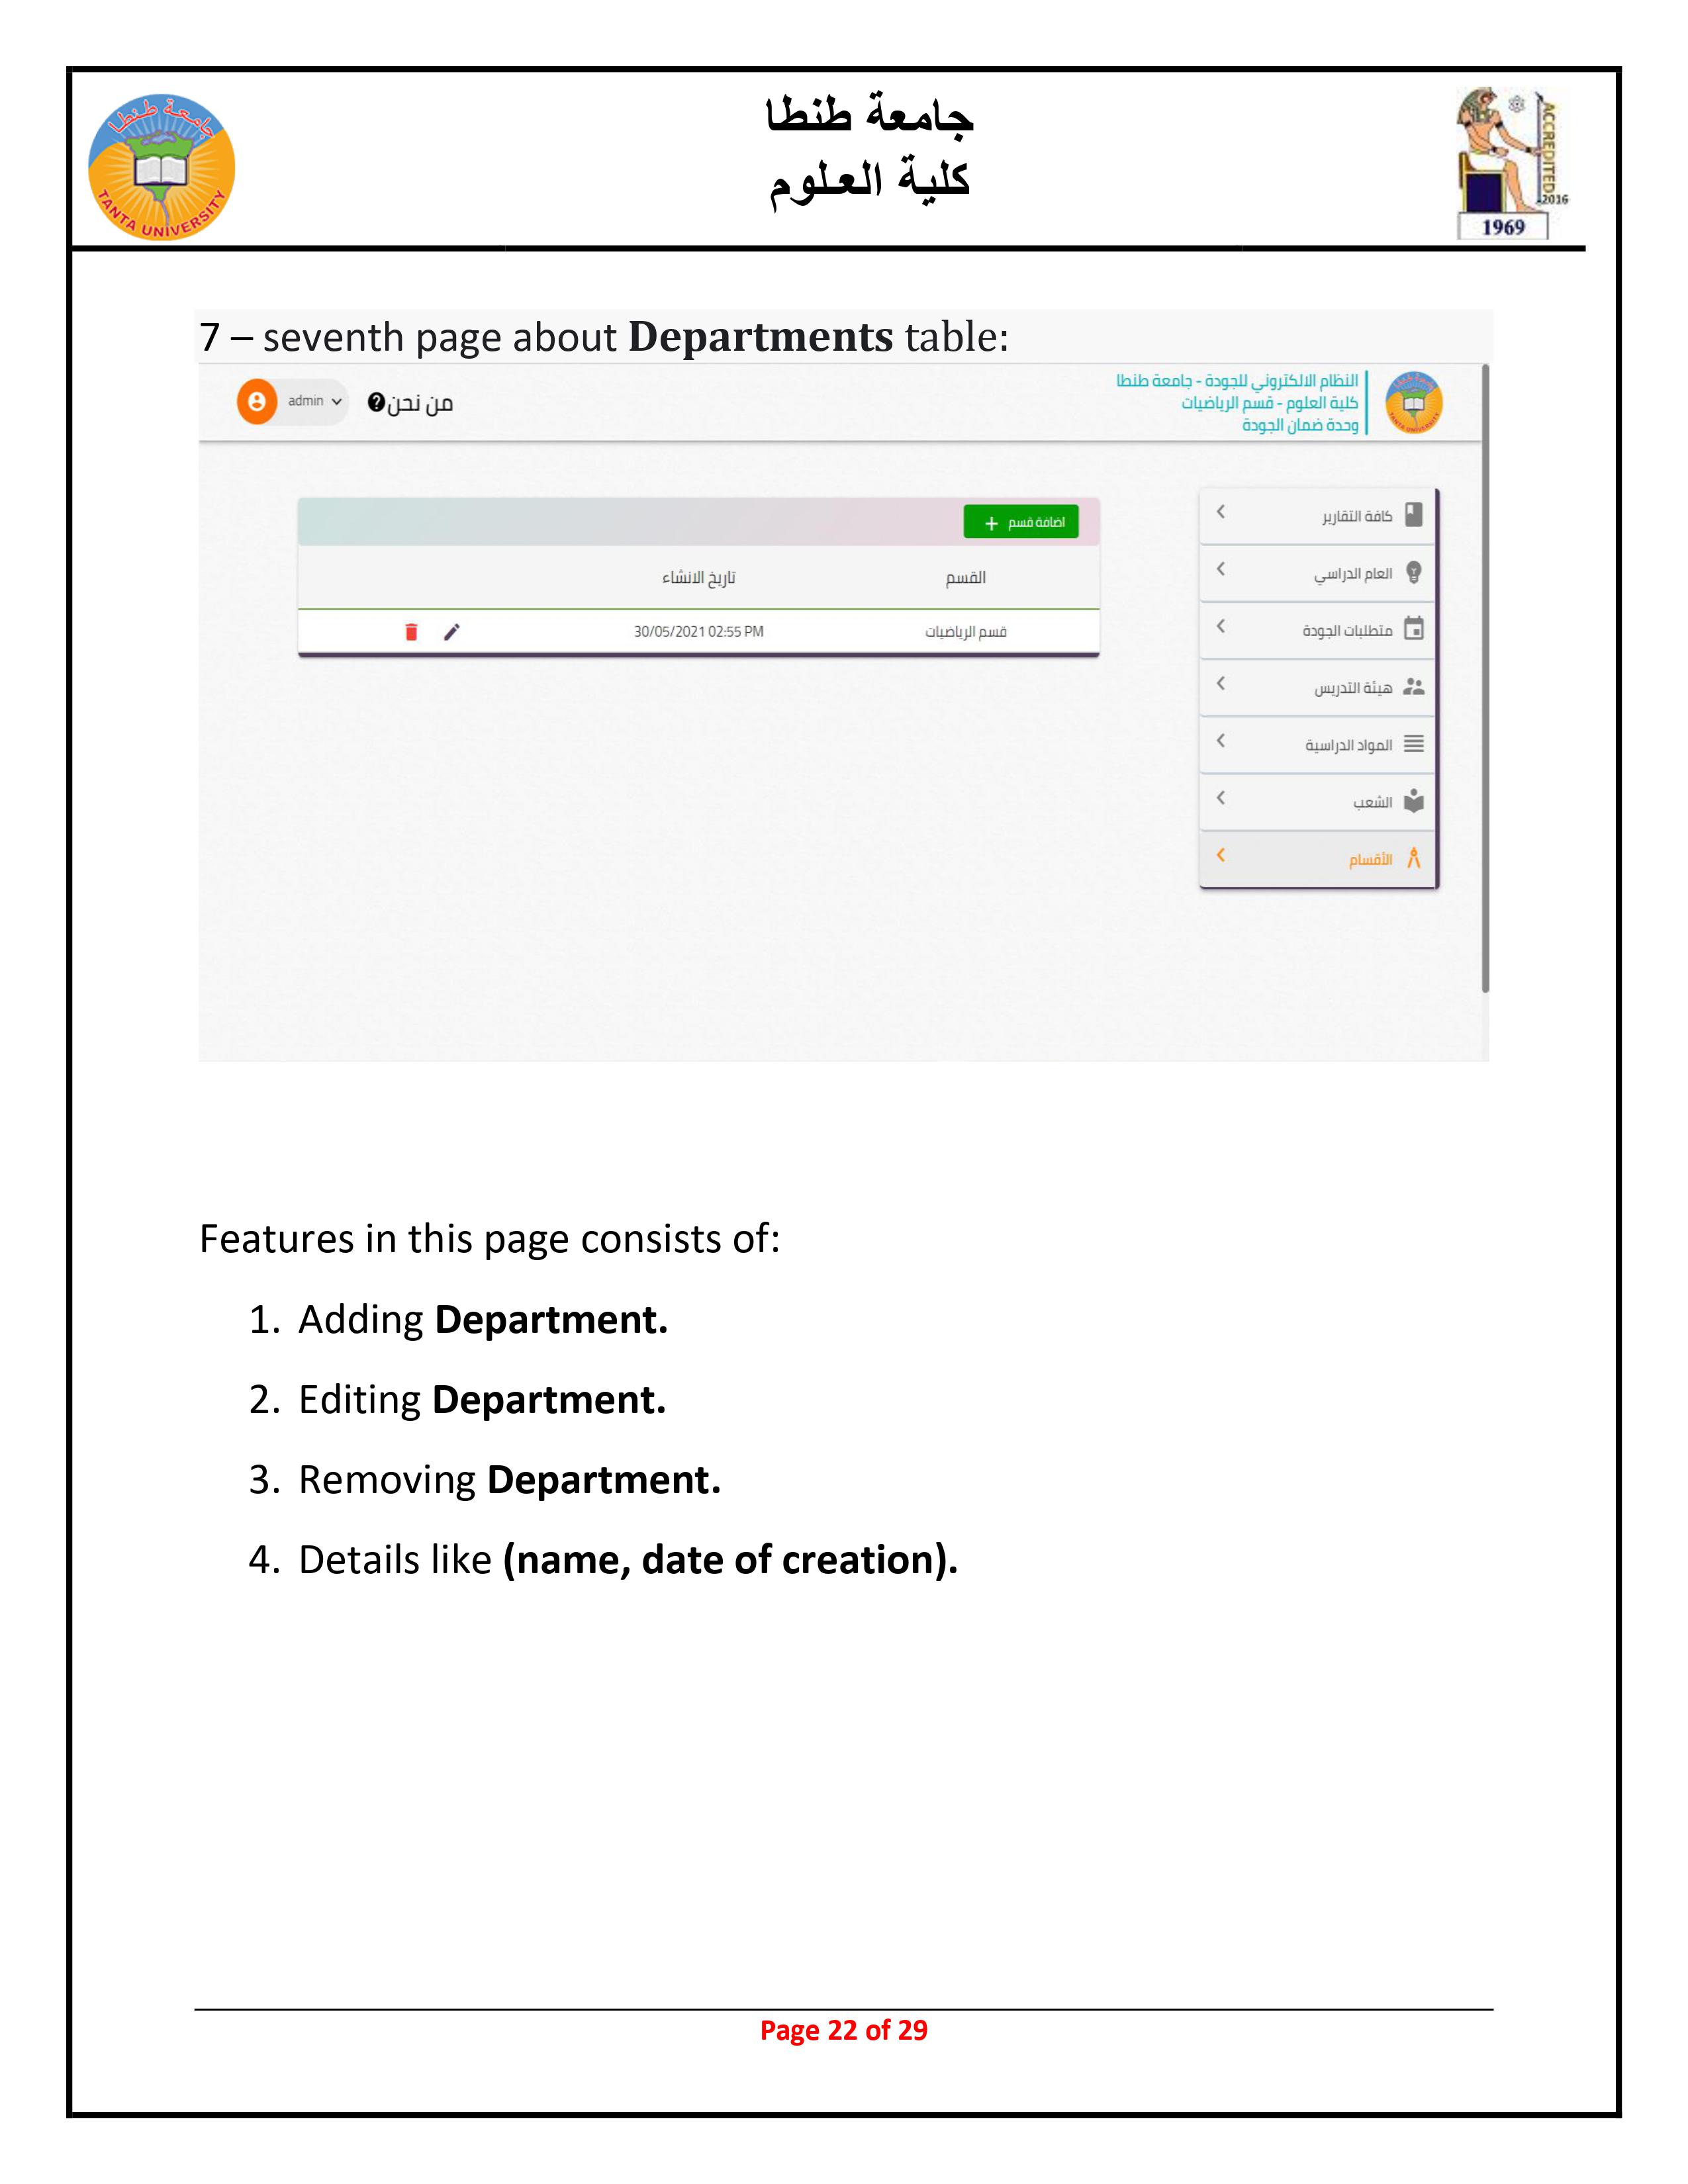 جامعة طنطا
كلية العلوم
جامعة طنطا
TANTA UNIVERSITY
ACCREDITED
2016
1969
7 – seventh page about Departments table:
النظام الالكتروني للجودة - جامعة طنطا
كلية العلوم - قسم الرياضيات
وحدة ضمان الجودة
من نحن
admin
كافة التقارير
العام الدراسي
متطلبات الجودة
هيئة التدريس
المواد الدراسية
الشعب
الأقسام
اضافة قسم +
القسم تاريخ الانشاء
قسم الرياضيات 30/05/2021 02:55 PM
Features in this page consists of:
1. Adding Department.
2. Editing Department.
3. Removing Department.
4. Details like (name, date of creation).
Page 22 of 29